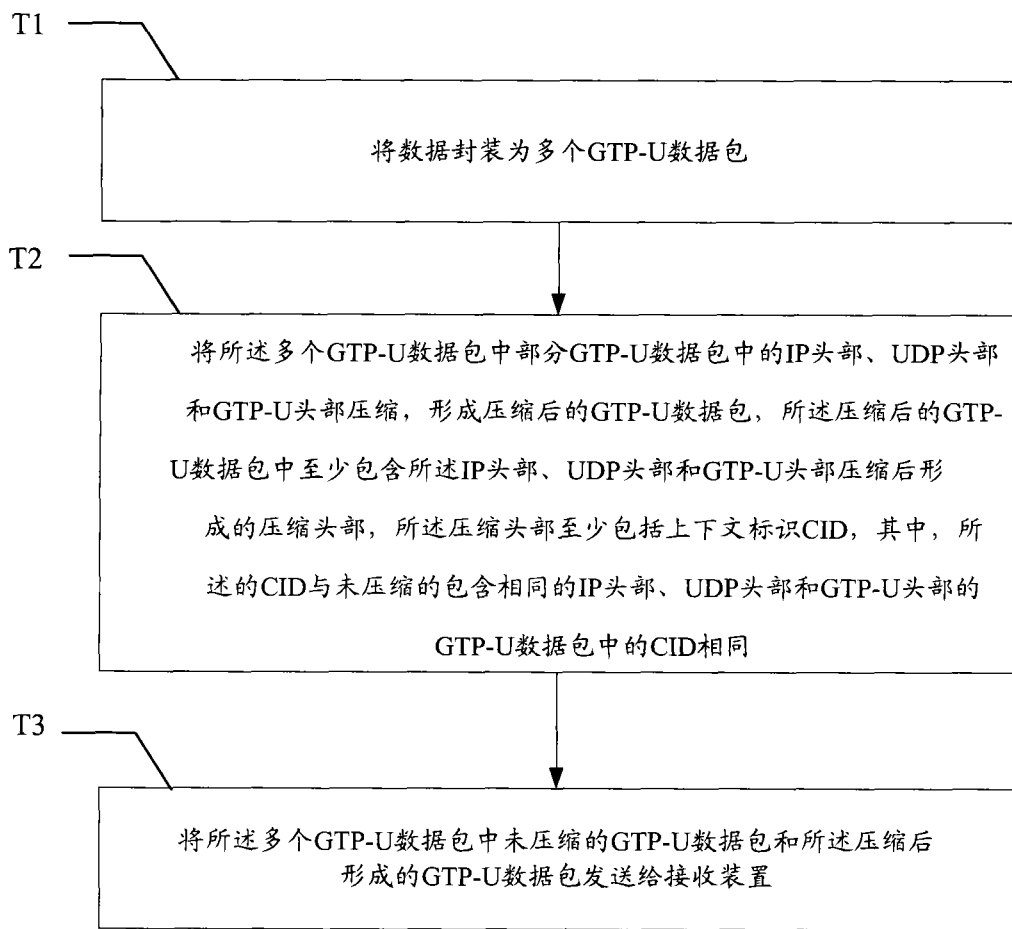 T1
将数据封装为多个GTP-U数据包
T2
将所述多个GTP-U数据包中部分GTP-U数据包中的IP头部、UDP头部
和GTP-U头部压缩，形成压缩后的GTP-U数据包，所述压缩后的GTP-
U数据包中至少包含所述IP头部、UDP头部和GTP-U头部压缩后形
成的压缩头部，所述压缩头部至少包括上下文标识CID，其中，所
述的CID与未压缩的包含相同的IP头部、UDP头部和GTP-U头部的
GTP-U数据包中的CID相同
T3
将所述多个GTP-U数据包中未压缩的GTP-U数据包和所述压缩后
形成的GTP-U数据包发送给接收装置